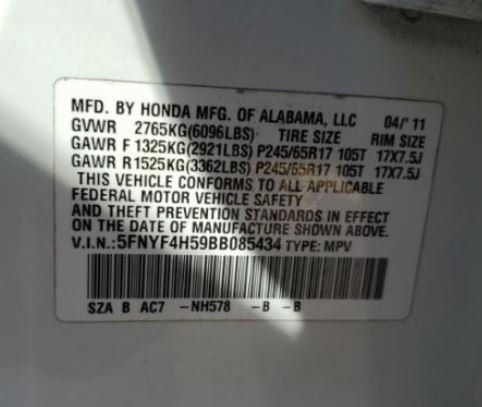 MFD. BY HONDA MFG. OF ALABAMA, LLC 04/'11
GVWR 2765KG(6096LBS) TIRE SIZE RIM SIZE
GAWR F 1325KG(2921LBS) P245/65R17 105T 17X7.5J
GAWR R 1525KG(3362LBS) P245/65R17 105T 17X7.5J
THIS VEHICLE CONFORMS TO ALL APPLICABLE
FEDERAL MOTOR VEHICLE SAFETY
AND THEFT PREVENTION STANDARDS IN EFFECT
ON THE DATE OF MANUFACTURE SHOWN ABOVE.
V.I.N.:5FNYF4H59BB085434 TYPE: MPV
SZA B AC7 -NH578 -B -B